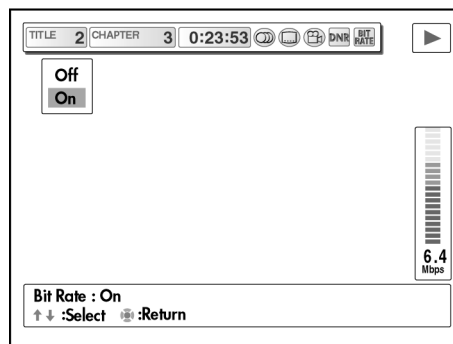 TITLE 2 CHAPTER 3 0:23:53 DNR BIT RATE
Off
On
6.4
Mbps
Bit Rate : On
:Select :Return